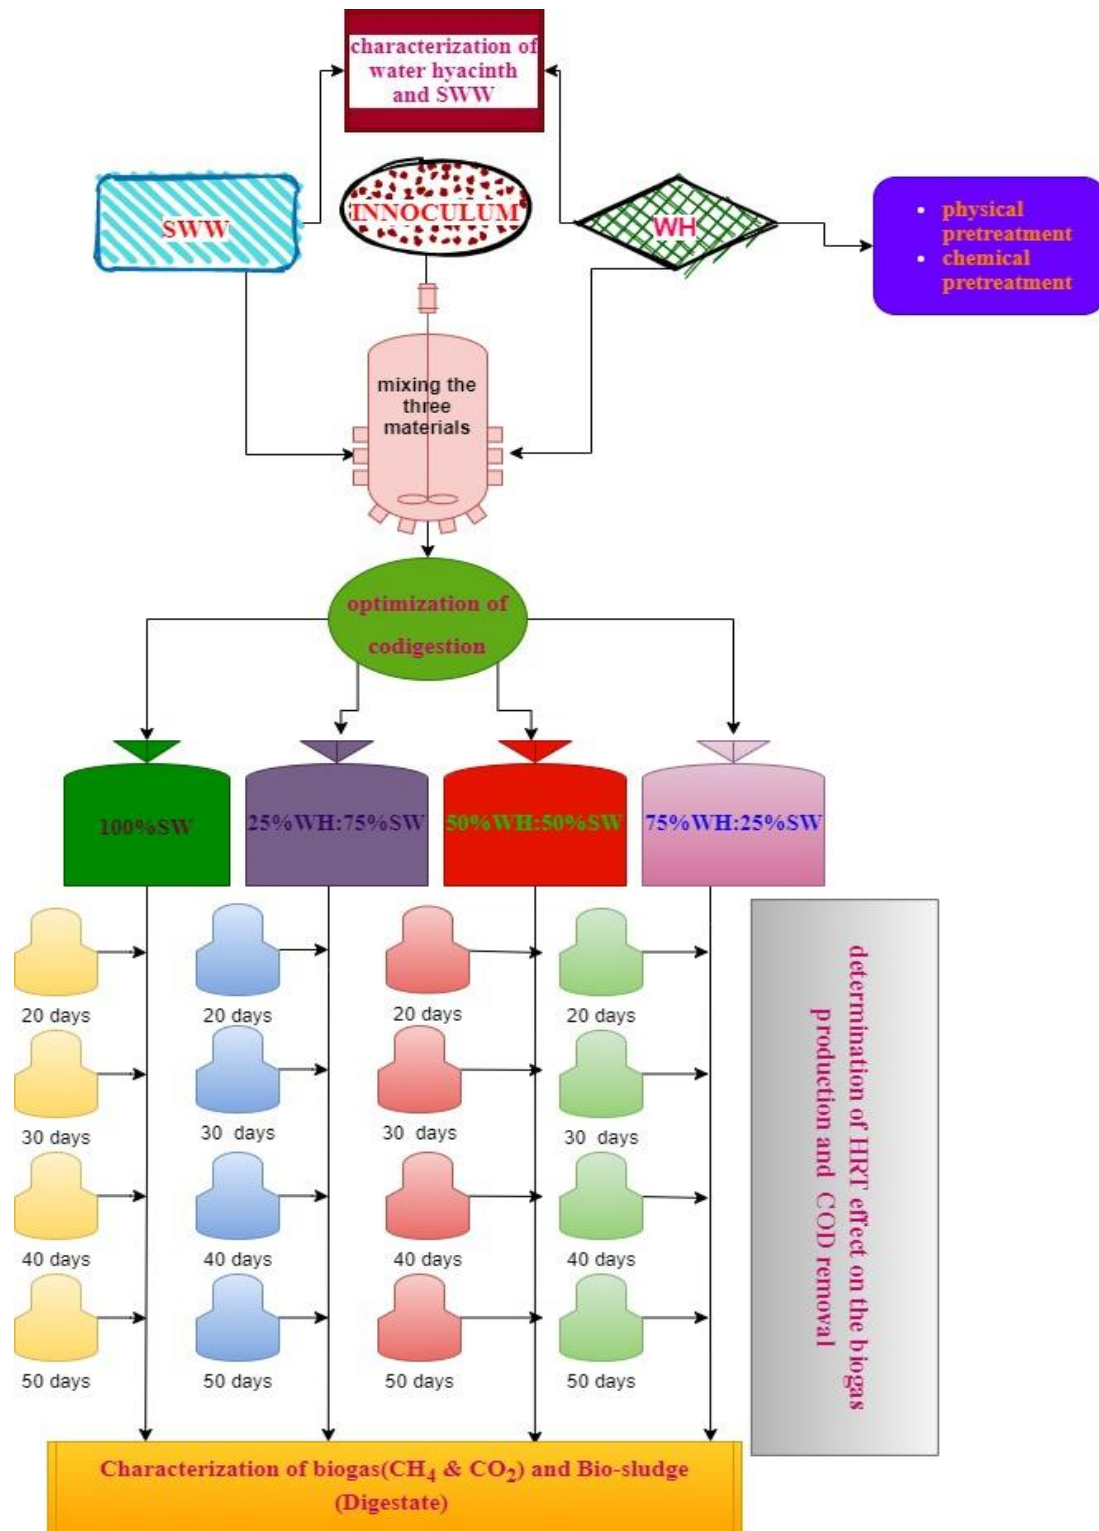 characterization of
water hyacinth
and SWW
SWW
INNOCULUM
WH
• physical
pretreatment
• chemical
pretreatment
mixing the
three
materials
optimization of
codigestion
100%SW
25%WH:75%SW
50%WH:50%SW
75%WH:25%SW
20 days
20 days
20 days
20 days
30 days
30 days
30 days
30 days
40 days
40 days
40 days
40 days
50 days
50 days
50 days
50 days
determination of HRT effect on the biogas
production and COD removal
Characterization of biogas(CH₄ & CO₂) and Bio-sludge
(Digestate)